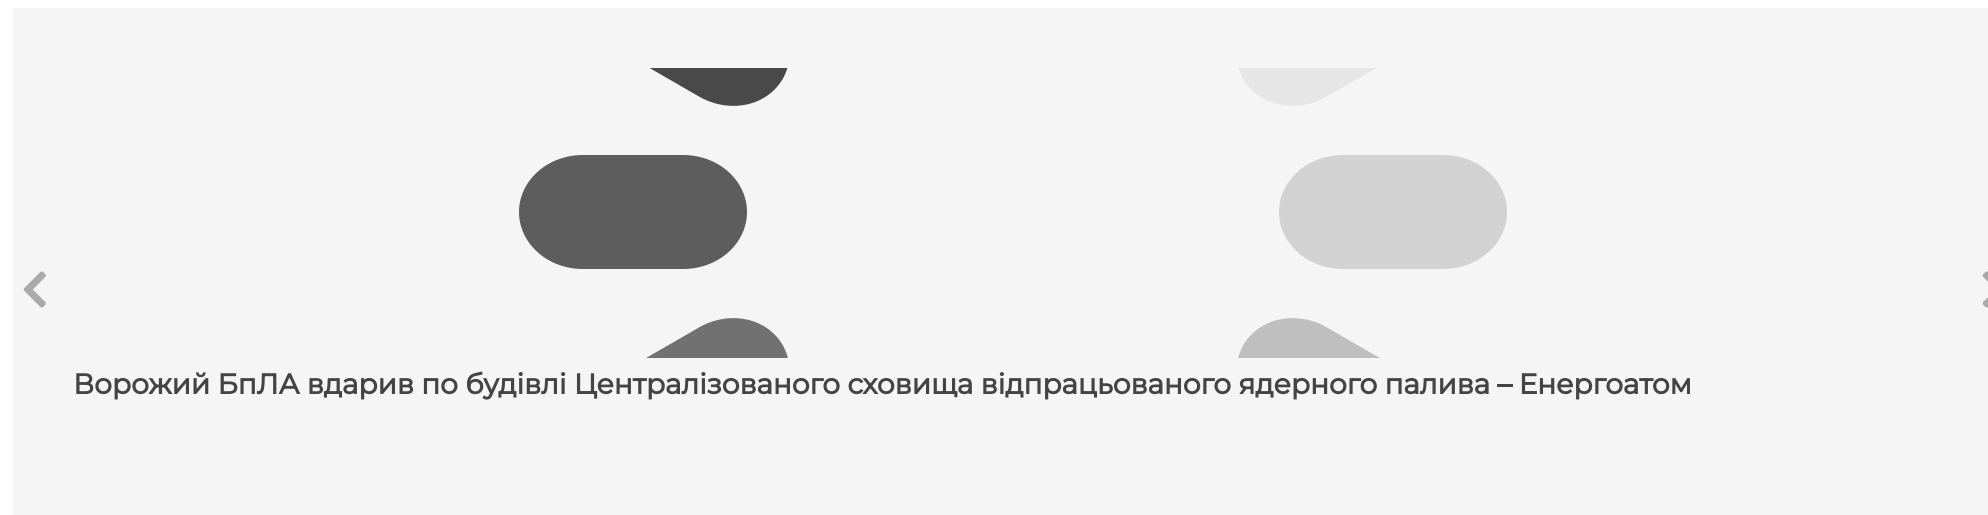 Ворожий БпЛА вдарив по будівлі Централізованого сховища відпрацьованого ядерного палива – Енергоатом